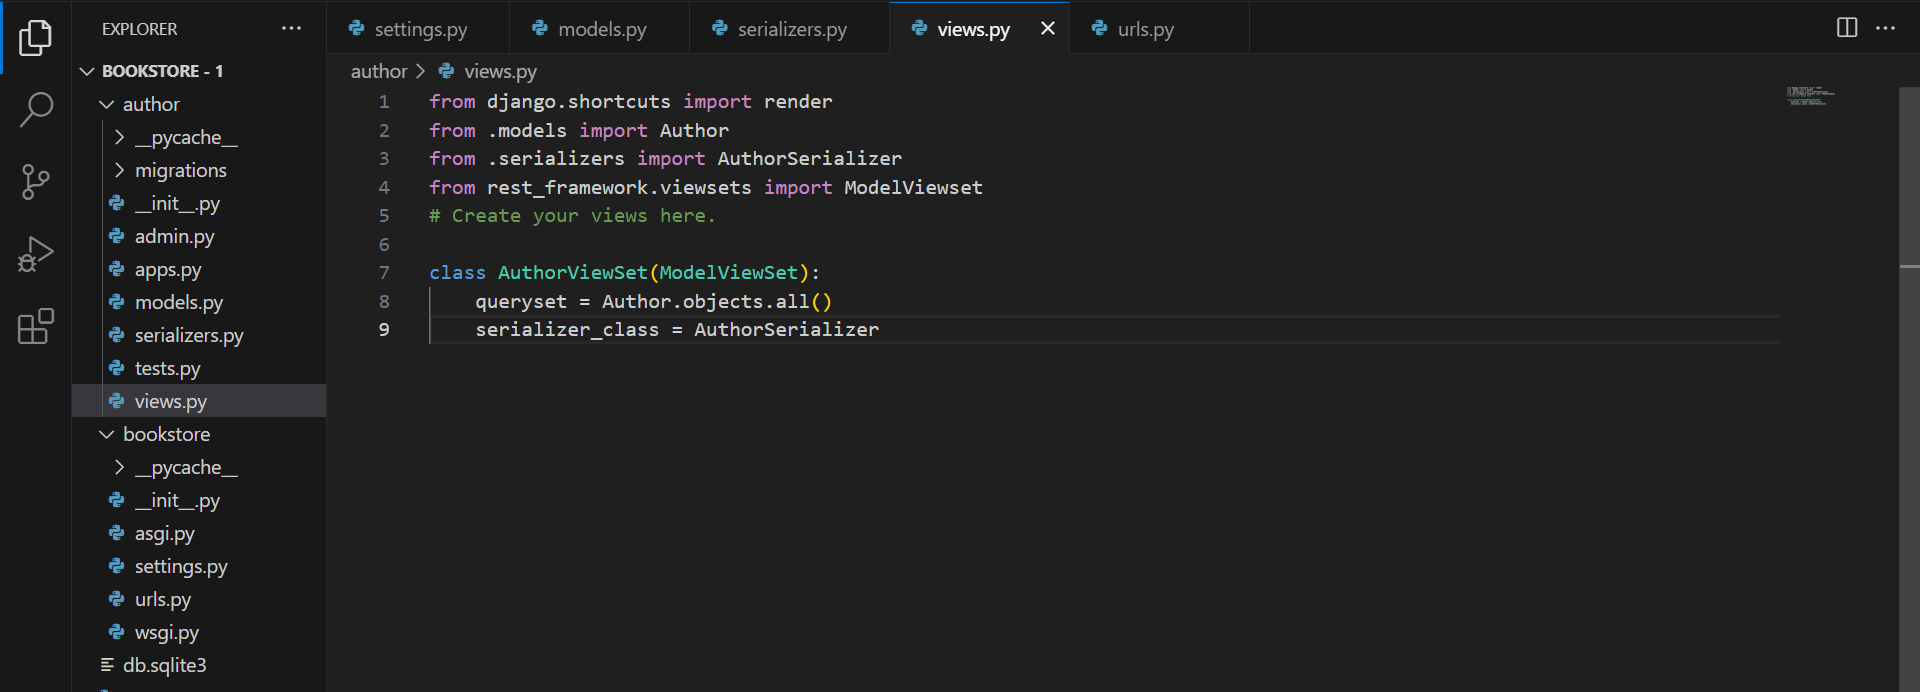 EXPLORER
BOOKSTORE - 1
author
__pycache__
migrations
__init__.py
admin.py
apps.py
models.py
serializers.py
tests.py
views.py
bookstore
__pycache__
__init__.py
asgi.py
settings.py
urls.py
wsgi.py
db.sqlite3
settings.py
models.py
serializers.py
views.py
urls.py
author > views.py
1 from django.shortcuts import render
2 from .models import Author
3 from .serializers import AuthorSerializer
4 from rest_framework.viewsets import ModelViewset
5 # Create your views here.
6
7 class AuthorViewSet(ModelViewSet):
8 queryset = Author.objects.all()
9 serializer_class = AuthorSerializer